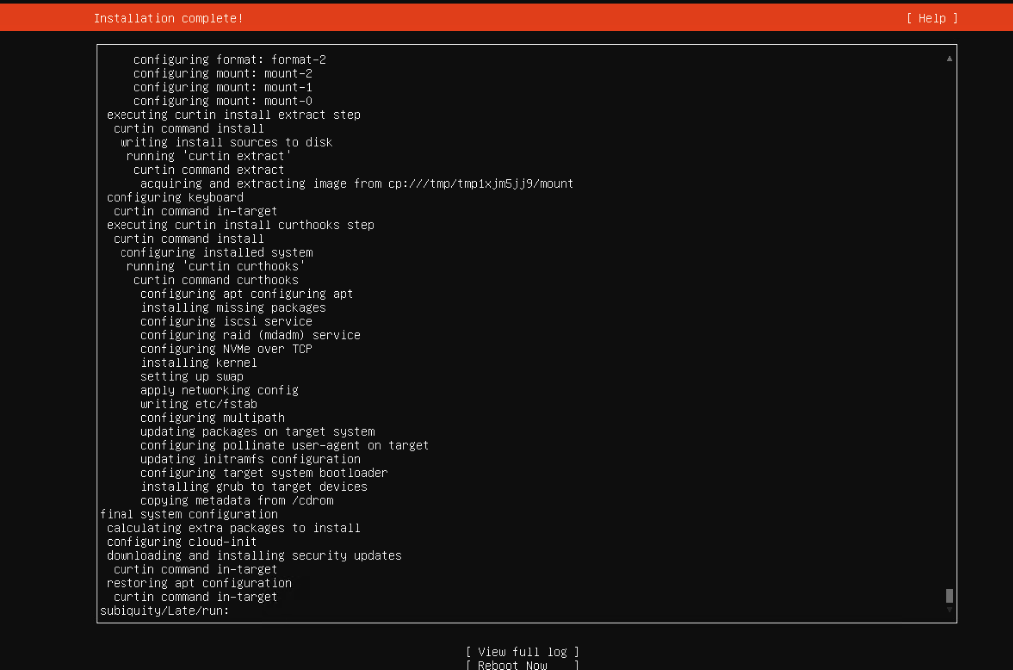 Installation complete!
[ Help ]
configuring format: format-2
configuring mount: mount-2
configuring mount: mount-1
configuring mount: mount-0
executing curtin install extract step
curtin command install
writing install sources to disk
running 'curtin extract'
curtin command extract
acquiring and extracting image from cp:///tmp/tmp1xjm5jj9/mount
configuring keyboard
curtin command in-target
executing curtin install curthooks step
curtin command install
configuring installed system
running 'curtin curthooks'
curtin command curthooks
configuring apt configuring apt
installing missing packages
configuring iscsi service
configuring raid (mdadm) service
configuring NVMe over TCP
installing kernel
setting up swap
apply networking config
writing etc/fstab
configuring multipath
updating packages on target system
configuring pollinate user-agent on target
updating initramfs configuration
configuring target system bootloader
installing grub to target devices
copying metadata from /cdrom
final system configuration
calculating extra packages to install
configuring cloud-init
downloading and installing security updates
curtin command in-target
restoring apt configuration
curtin command in-target
subiquity/Late/run:
[ View full log ]
[ Reboot Now ]